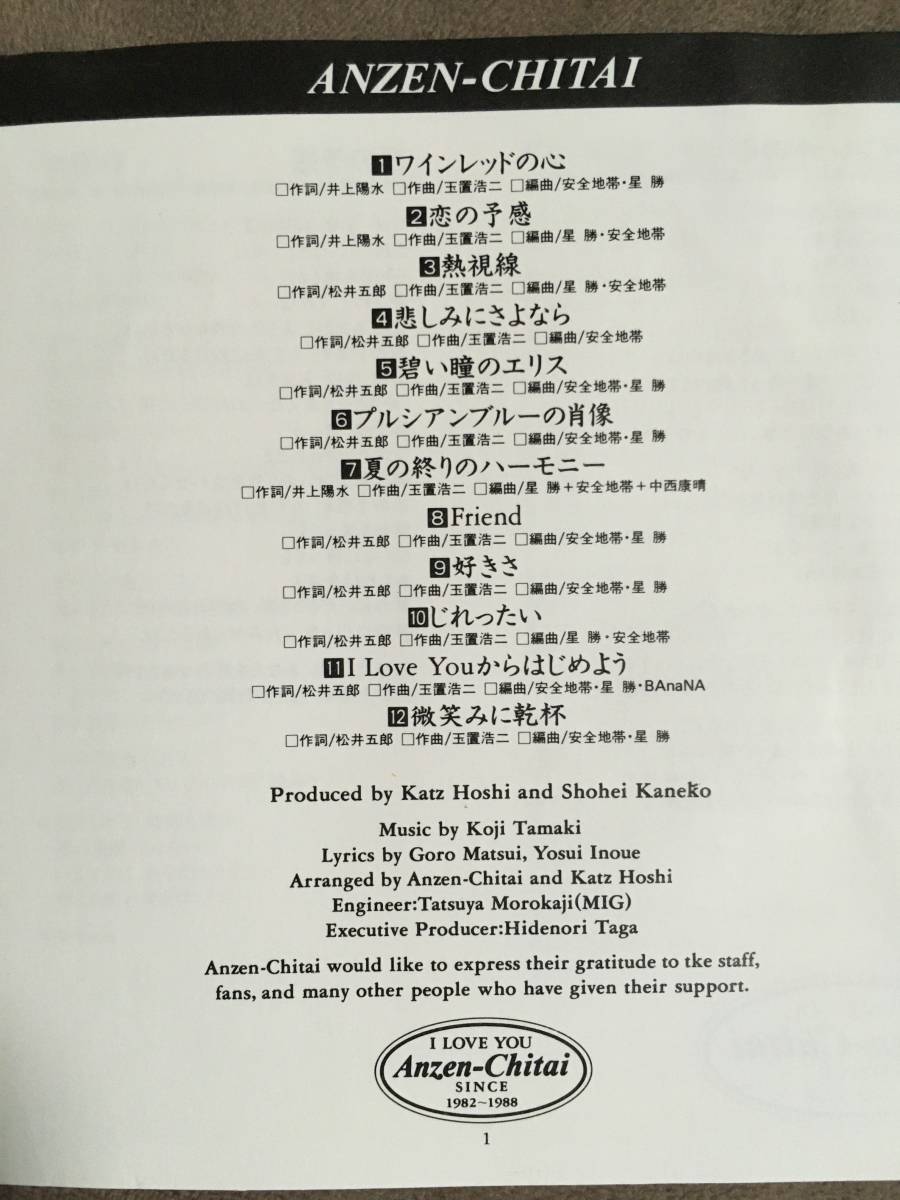 ANZEN-CHITAI
1 ワインレッドの心
□作詞/井上陽水 □作曲/玉置浩二 □編曲/安全地帯・星 勝
2 恋の予感
□作詞/井上陽水 □作曲/玉置浩二 □編曲/星 勝・安全地帯
3 熱視線
□作詞/松井五郎 □作曲/玉置浩二 □編曲/星 勝・安全地帯
4 悲しみにさよなら
□作詞/松井五郎 □作曲/玉置浩二 □編曲/安全地帯
5 碧い瞳のエリス
□作詞/松井五郎 □作曲/玉置浩二 □編曲/安全地帯・星 勝
6 プルシアンブルーの肖像
□作詞/松井五郎 □作曲/玉置浩二 □編曲/安全地帯・星 勝
7 夏の終りのハーモニー
□作詞/井上陽水 □作曲/玉置浩二 □編曲/星 勝+安全地帯+中西康晴
8 Friend
□作詞/松井五郎 □作曲/玉置浩二 □編曲/安全地帯・星 勝
9 好きさ
□作詞/松井五郎 □作曲/玉置浩二 □編曲/安全地帯・星 勝
10 じれったい
□作詞/松井五郎 □作曲/玉置浩二 □編曲/星 勝・安全地帯
11 I Love Youからはじめよう
□作詞/松井五郎 □作曲/玉置浩二 □編曲/安全地帯・星 勝・BAnaNA
12 微笑みに乾杯
□作詞/松井五郎 □作曲/玉置浩二 □編曲/安全地帯・星 勝
Produced by Katz Hoshi and Shohei Kaneko
Music by Koji Tamaki
Lyrics by Goro Matsui, Yosui Inoue
Arranged by Anzen-Chitai and Katz Hoshi
Engineer:Tatsuya Morokaji(MIG)
Executive Producer:Hidenori Taga
Anzen-Chitai would like to express their gratitude to tke staff,
fans, and many other people who have given their support.
I LOVE YOU
Anzen-Chitai
SINCE
1982~1988
1